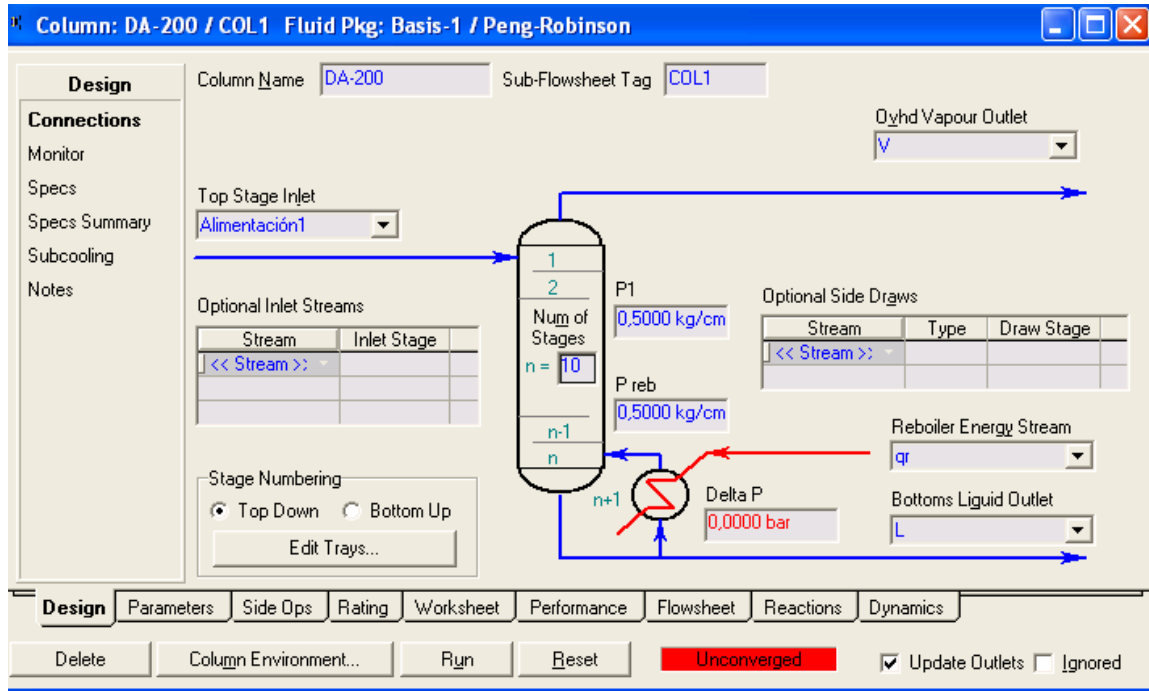 Column: DA-200 / COL1 Fluid Pkg: Basis-1 / Peng-Robinson
Design
Connections
Monitor
Specs
Specs Summary
Subcooling
Notes
Column Name DA-200
Sub-Flowsheet Tag COL1
Ovhd Vapour Outlet
V
Top Stage Inlet
Alimentación1
Optional Inlet Streams
Stream Inlet Stage
<< Stream >>
1
2
Num of
Stages
n = 10
n-1
n
n+1
P1
0,5000 kg/cm
P reb
0,5000 kg/cm
Delta P
0,0000 bar
Optional Side Draws
Stream Type Draw Stage
<< Stream >>
Reboiler Energy Stream
qr
Bottoms Liquid Outlet
L
Stage Numbering
Top Down Bottom Up
Edit Trays...
Design Parameters Side Ops Rating Worksheet Performance Flowsheet Reactions Dynamics
Delete Column Environment... Run Reset Unconverged Update Outlets Ignored